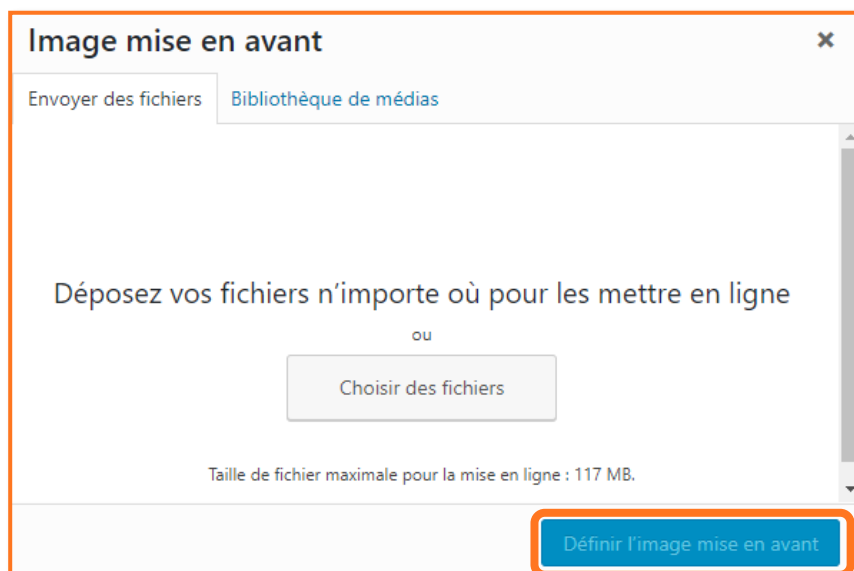 Image mise en avant
Envoyer des fichiers Bibliothèque de médias
Déposez vos fichiers n’importe où pour les mettre en ligne
ou
Choisir des fichiers
Taille de fichier maximale pour la mise en ligne : 117 MB.
Définir l’image mise en avant